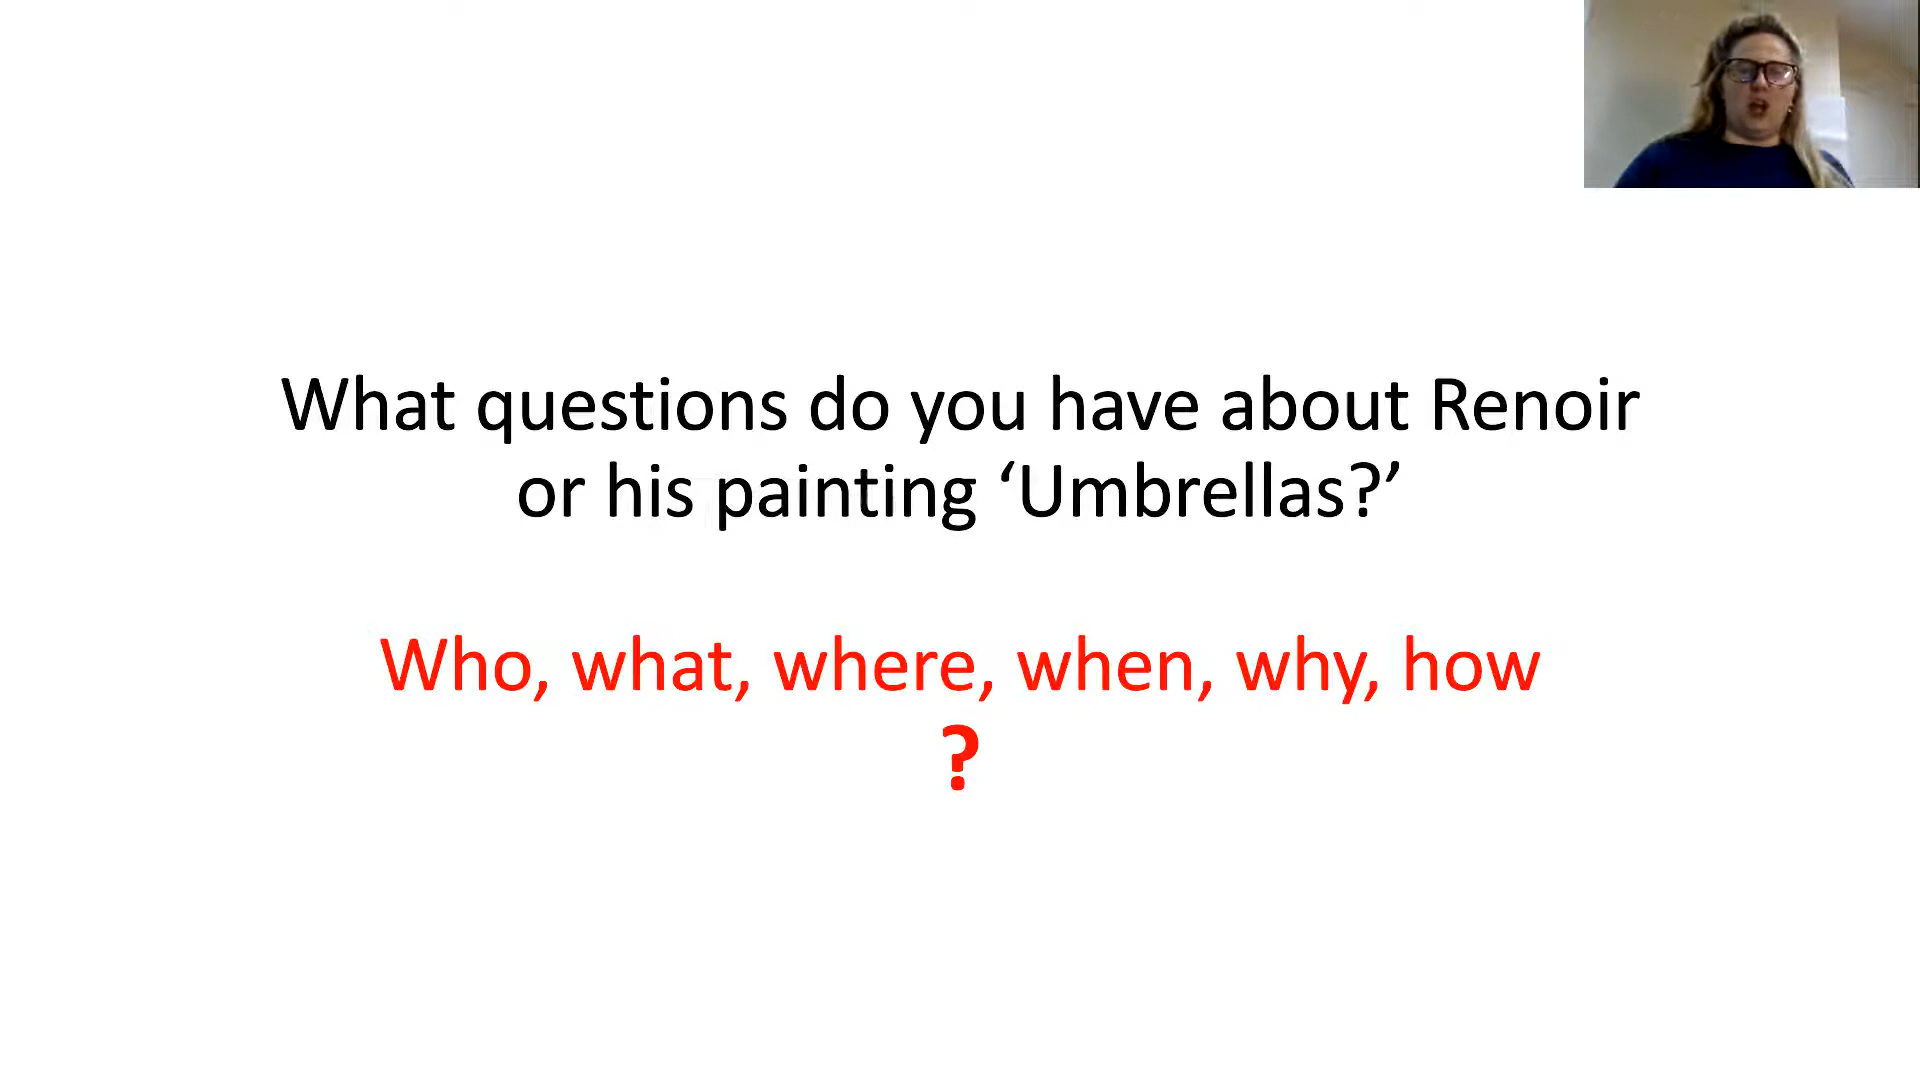 What questions do you have about Renoir
or his painting ‘Umbrellas?’
Who, what, where, when, why, how
?